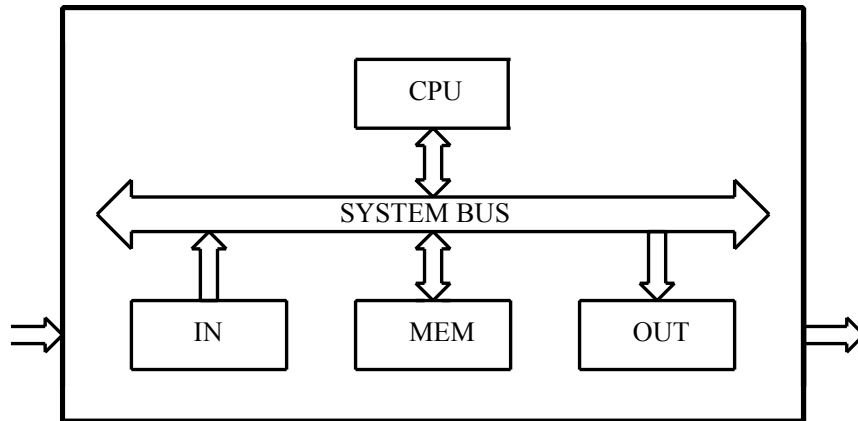 CPU
SYSTEM BUS
IN
MEM
OUT